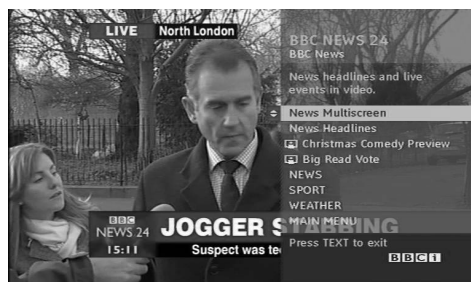 LIVE North London
BBC NEWS 24
BBC News
News headlines and live
events in video.
News Multiscreen
News Headlines
Christmas Comedy Preview
Big Read Vote
NEWS
SPORT
WEATHER
MAIN MENU
Press TEXT to exit
BBCi
BBC
NEWS 24
15:11
JOGGER STABBING
Suspect was tee